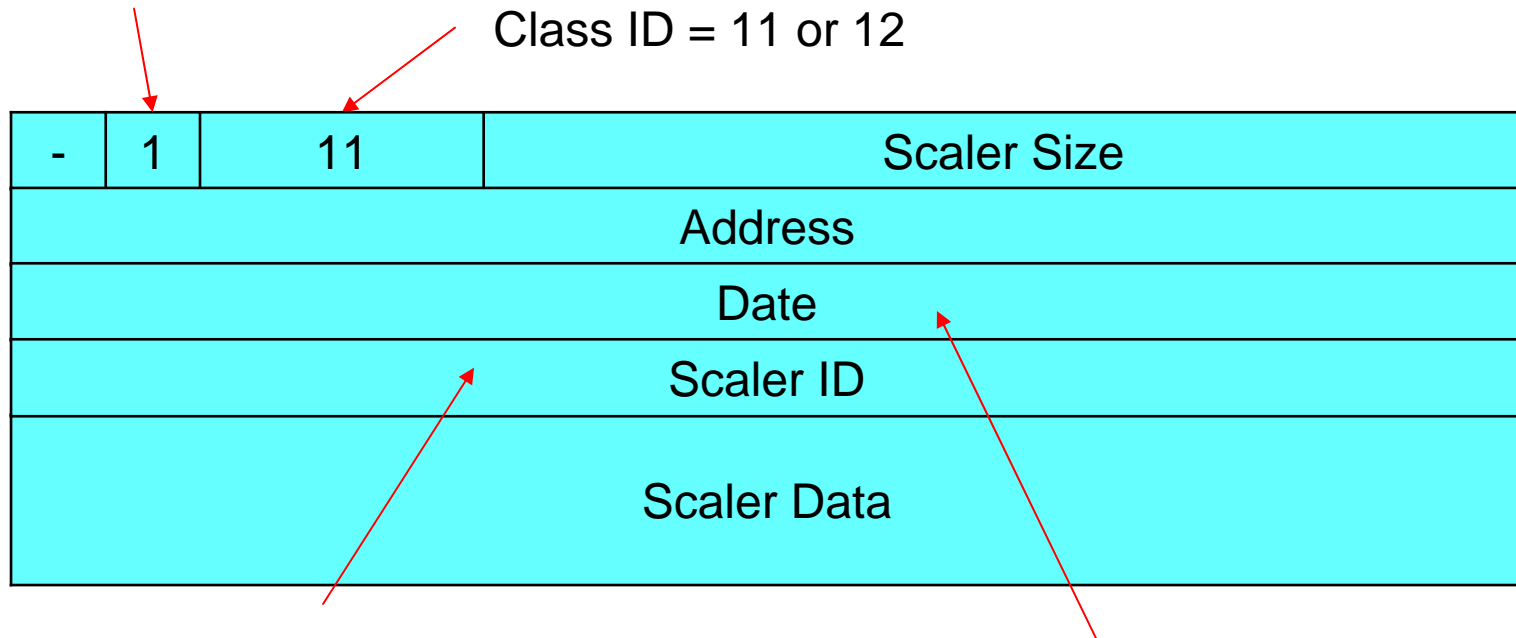 Class ID = 11 or 12
- 1 11 Scaler Size
Address
Date
Scaler ID
Scaler Data